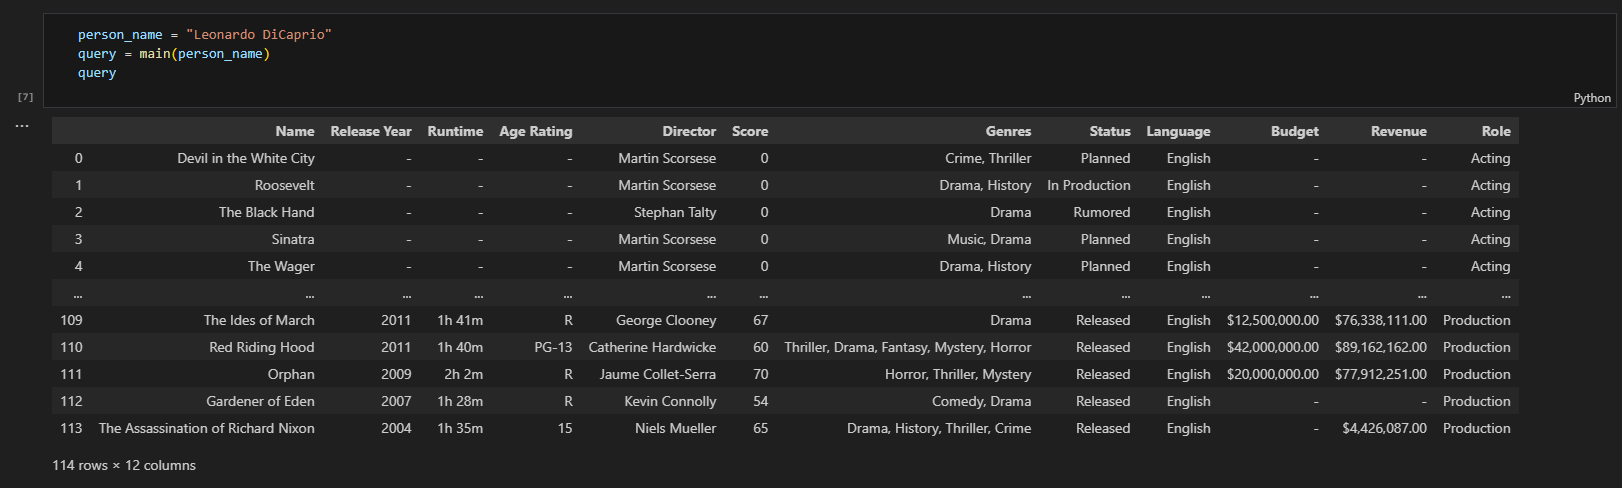 person_name = "Leonardo DiCaprio"
query = main(person_name)
query
[7]
Python
...
Name Release Year Runtime Age Rating Director Score Genres Status Language Budget Revenue Role
0 Devil in the White City - - - Martin Scorsese 0 Crime, Thriller Planned English - - Acting
1 Roosevelt - - - Martin Scorsese 0 Drama, History In Production English - - Acting
2 The Black Hand - - - Stephan Talty 0 Drama Rumored English - - Acting
3 Sinatra - - - Martin Scorsese 0 Music, Drama Planned English - - Acting
4 The Wager - - - Martin Scorsese 0 Drama, History Planned English - - Acting
... ... ... ... ... ... ... ... ... ... ... ... ...
109 The Ides of March 2011 1h 41m R George Clooney 67 Drama Released English $12,500,000.00 $76,338,111.00 Production
110 Red Riding Hood 2011 1h 40m PG-13 Catherine Hardwicke 60 Thriller, Drama, Fantasy, Mystery, Horror Released English $42,000,000.00 $89,162,162.00 Production
111 Orphan 2009 2h 2m R Jaume Collet-Serra 70 Horror, Thriller, Mystery Released English $20,000,000.00 $77,912,251.00 Production
112 Gardener of Eden 2007 1h 28m R Kevin Connolly 54 Comedy, Drama Released English - - Production
113 The Assassination of Richard Nixon 2004 1h 35m 15 Niels Mueller 65 Drama, History, Thriller, Crime Released English - $4,426,087.00 Production
114 rows × 12 columns